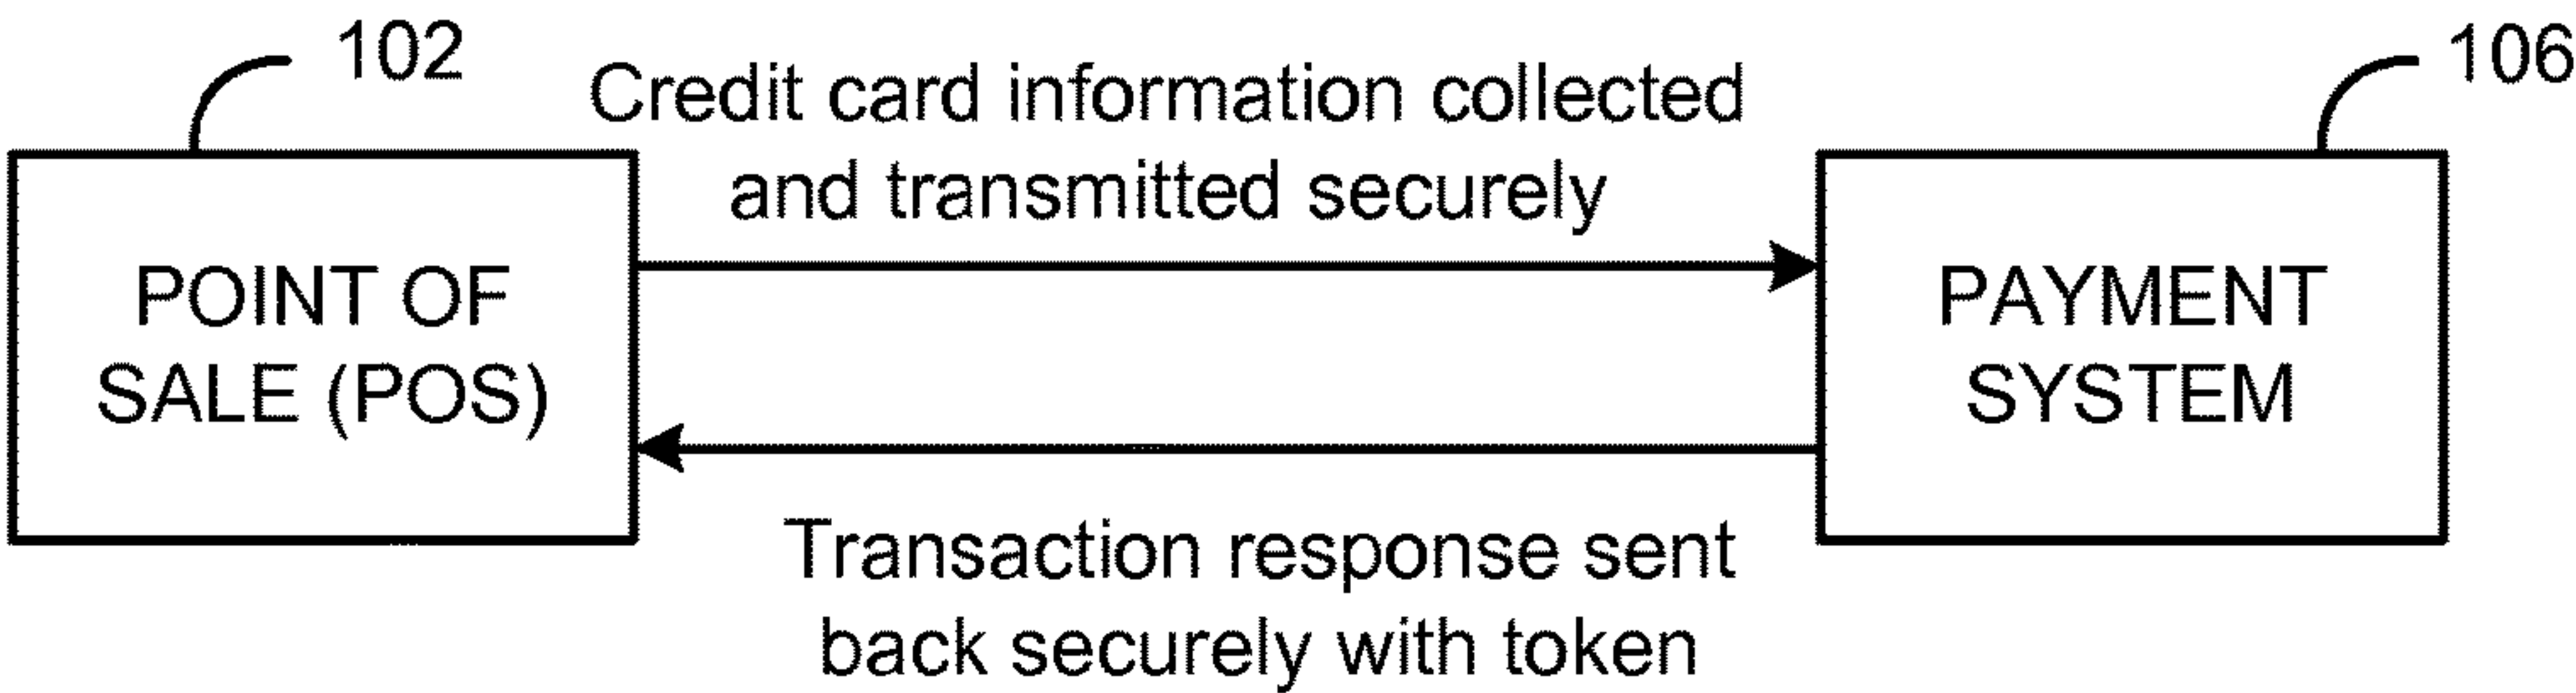 102
106
Credit card information collected
and transmitted securely
POINT OF
SALE (POS)
PAYMENT
SYSTEM
Transaction response sent
back securely with token